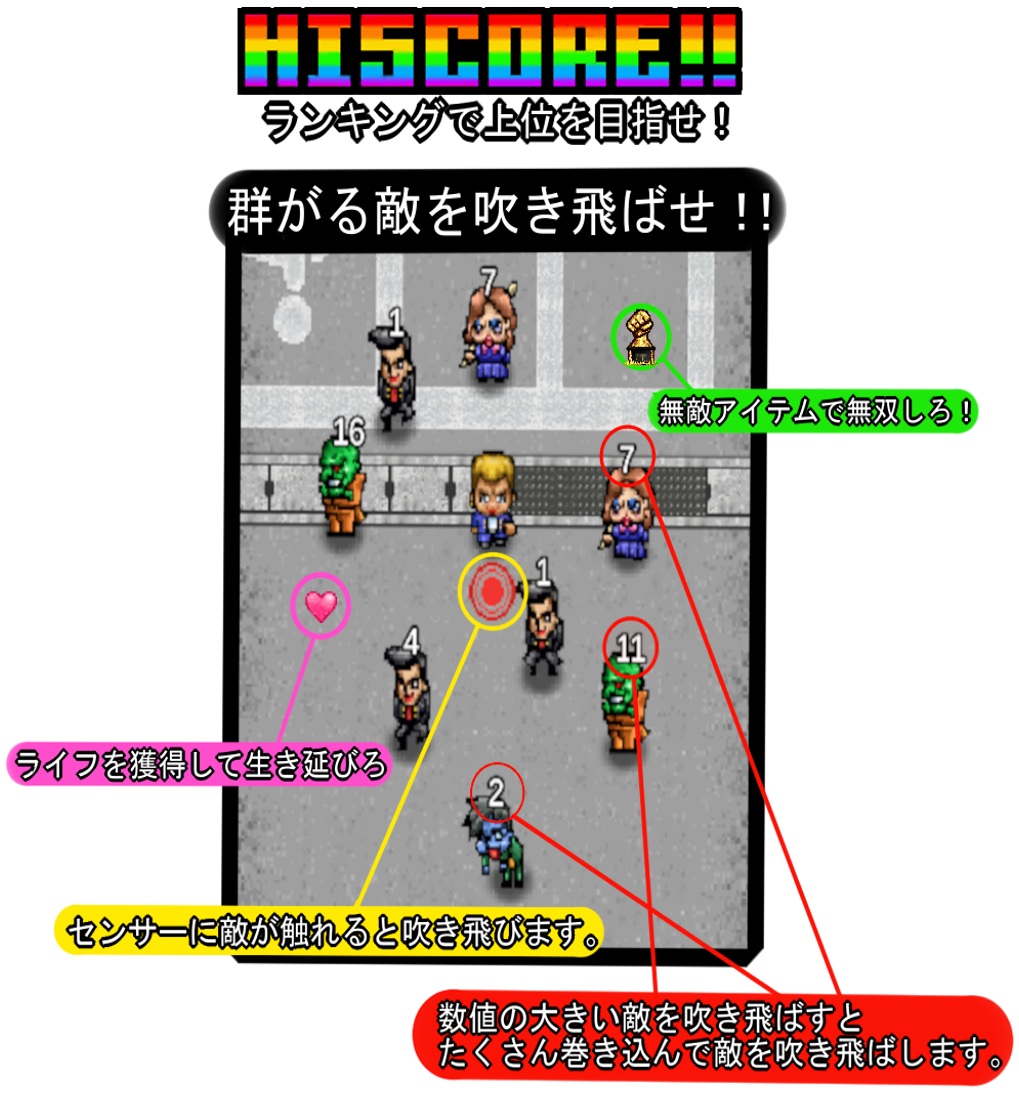 HISCORE!!
ランキングで上位を目指せ！
群がる敵を吹き飛ばせ!!
7
1
無敵アイテムで無双しろ！
16
7
1
4
11
ライフを獲得して生き延びろ
2
センサーに敵が触れると吹き飛びます。
数値の大きい敵を吹き飛ばすと
たくさん巻き込んで敵を吹き飛ばします。